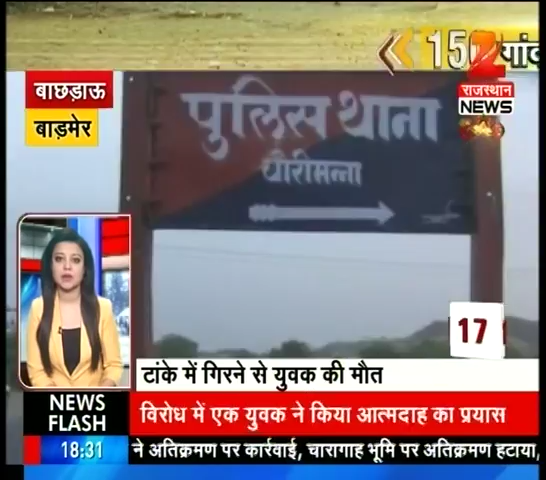 150 गांव
राजस्थान
NEWS
बाछड़ाऊ
बाड़मेर
पुलिस थाना
धोरीमन्ना
17
टांके में गिरने से युवक की मौत
NEWS
FLASH
विरोध में एक युवक ने किया आत्मदाह का प्रयास
18:31
ने अतिक्रमण पर कार्रवाई, चारागाह भूमि पर अतिक्रमण हटाया,